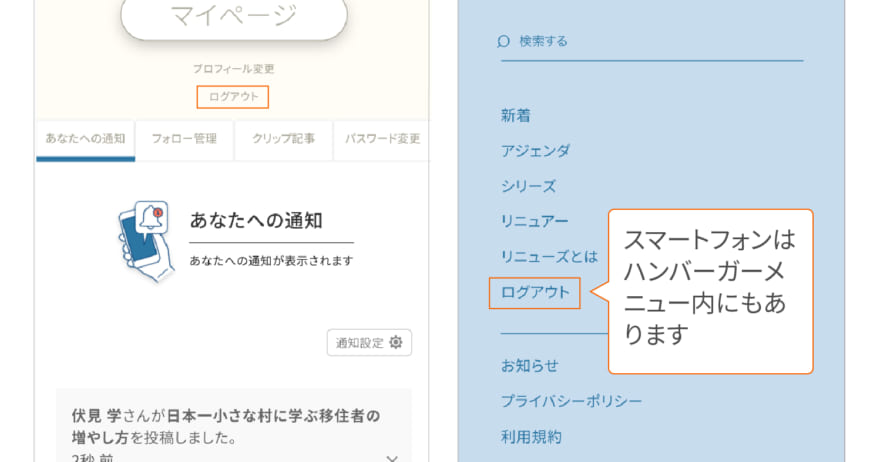 マイページ
プロフィール変更
ログアウト
あなたへの通知
フォロー管理
クリップ記事
パスワード変更
あなたへの通知
あなたへの通知が表示されます
通知設定
伏見 学さんが日本一小さな村に学ぶ移住者の
増やし方を投稿しました。
2秒 前
検索する
新着
アジェンダ
シリーズ
リニュアー
リニューズとは
ログアウト
スマートフォンは
ハンバーガーメ
ニュー内にもあ
ります
お知らせ
プライバシーポリシー
利用規約